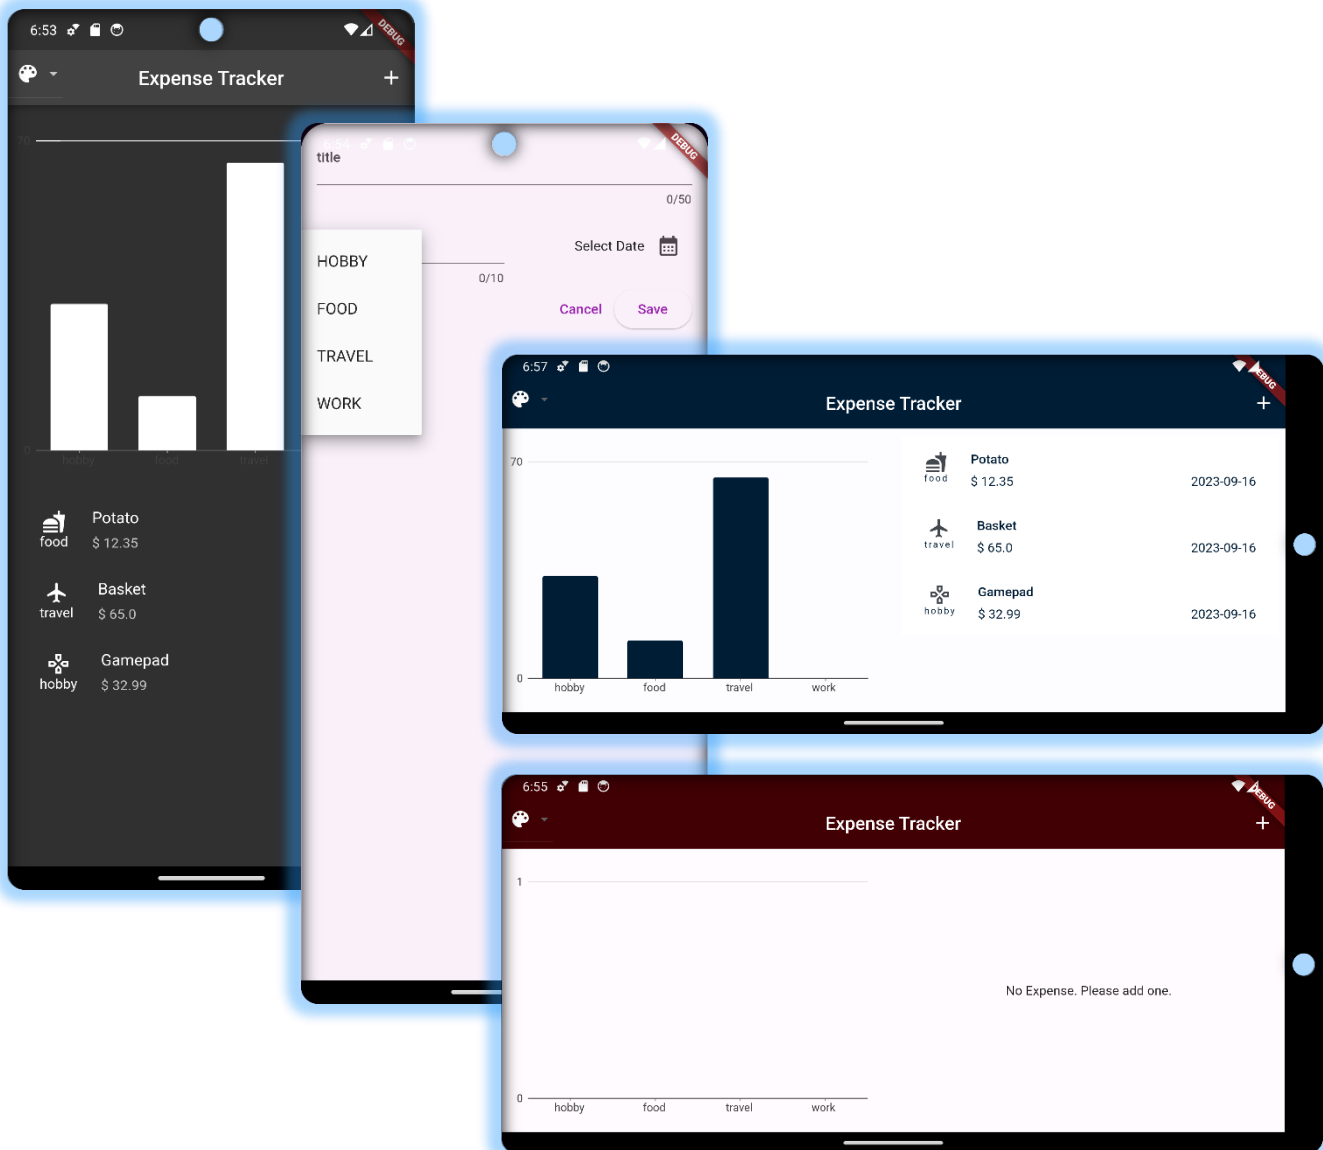 6:53
DEBUG
Expense Tracker
70
0
hobby
food
travel
Potato
food
$ 12.35
Basket
travel
$ 65.0
Gamepad
hobby
$ 32.99
6:54
DEBUG
title
0/50
HOBBY
FOOD
TRAVEL
WORK
Select Date
0/10
Cancel
Save
6:57
DEBUG
Expense Tracker
70
0
hobby
food
travel
work
Potato
food
$ 12.35
2023-09-16
Basket
travel
$ 65.0
2023-09-16
Gamepad
hobby
$ 32.99
2023-09-16
6:55
DEBUG
Expense Tracker
1
0
hobby
food
travel
work
No Expense. Please add one.